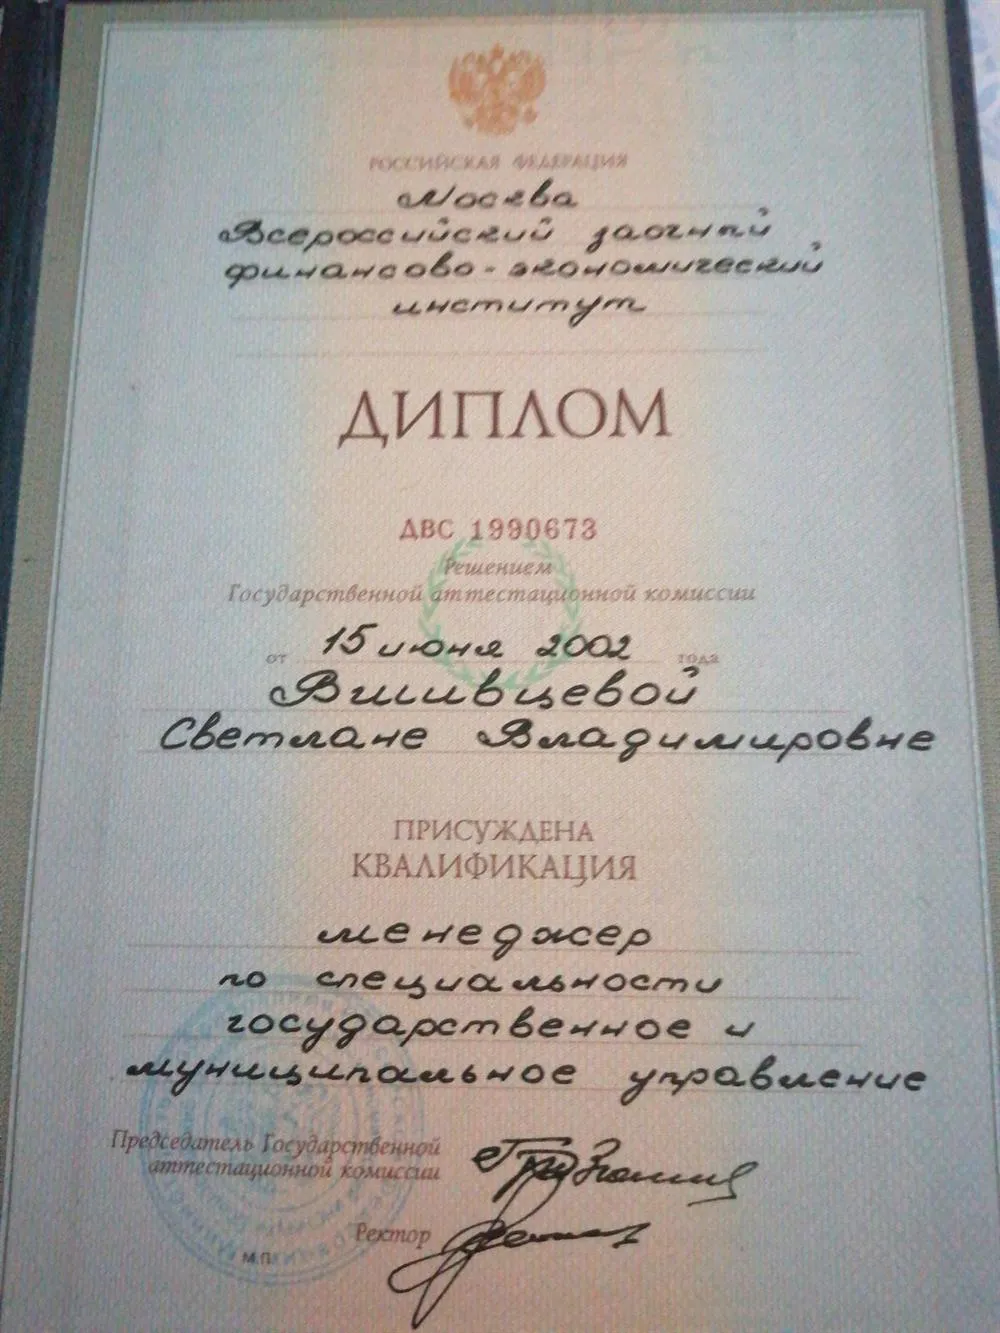 РОССИЙСКАЯ ФЕДЕРАЦИЯ
Москва
Всероссийский заочный
финансово-экономический
институт
ДИПЛОМ
ДВС 1990673
Решением
Государственной аттестационной комиссии
от 15 июня 2002 года
Вшивцевой
Светлане Владимировне
ПРИСУЖДЕНА
КВАЛИФИКАЦИЯ
менеджер
по специальности
государственное и
муниципальное управление
Председатель Государственной
аттестационной комиссии
Ректор
М.П.